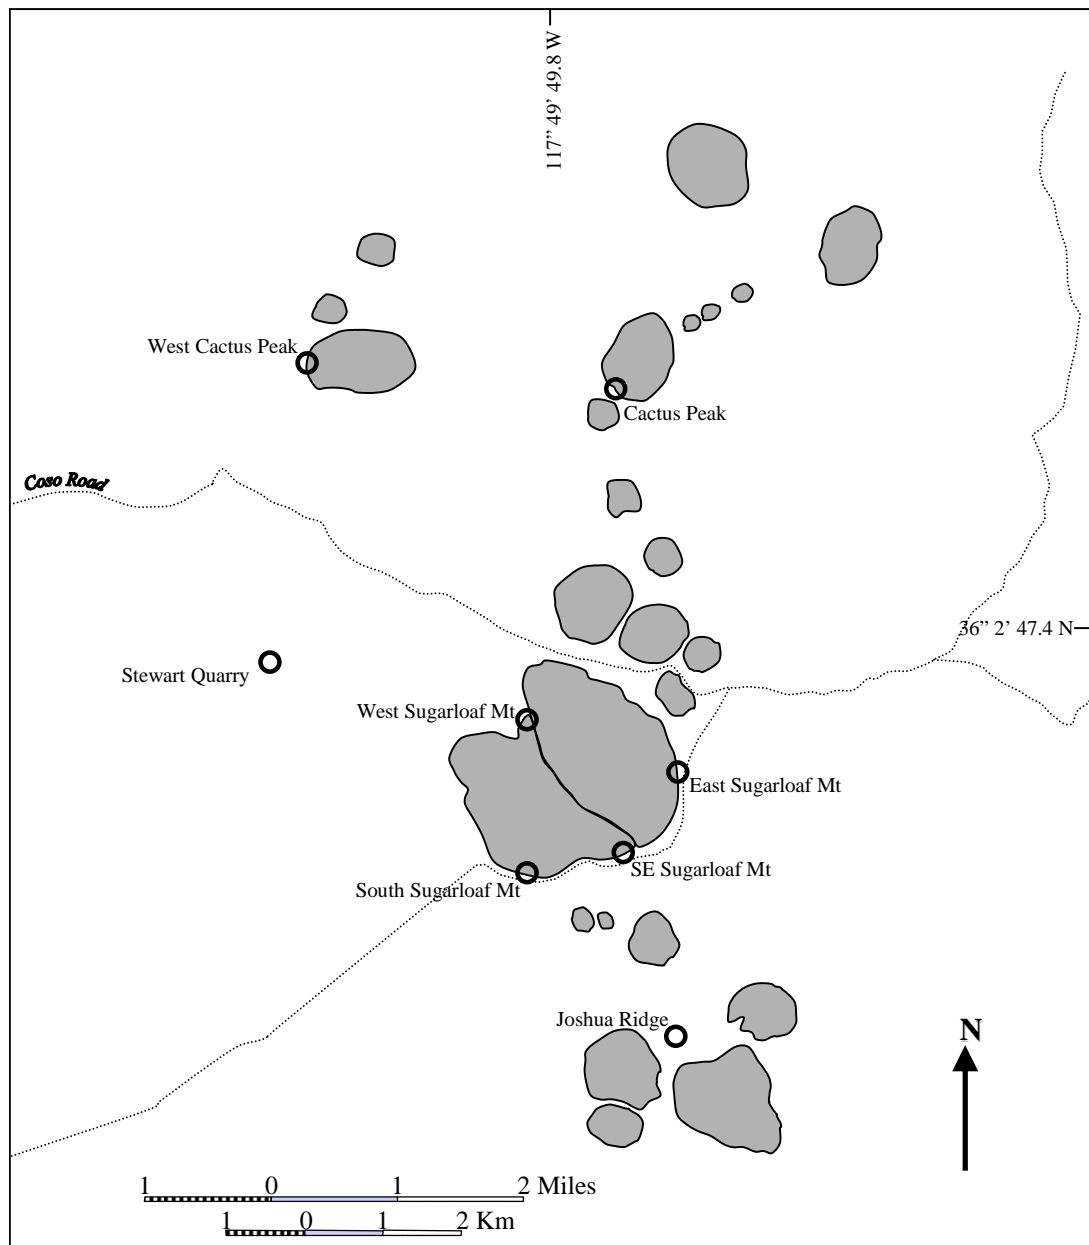 117" 49' 49.8 W
West Cactus Peak
Cactus Peak
Coso Road
36" 2' 47.4 N
Stewart Quarry
West Sugarloaf Mt
East Sugarloaf Mt
SE Sugarloaf Mt
South Sugarloaf Mt
Joshua Ridge
N
1 0 1 2 Miles
1 0 1 2 Km